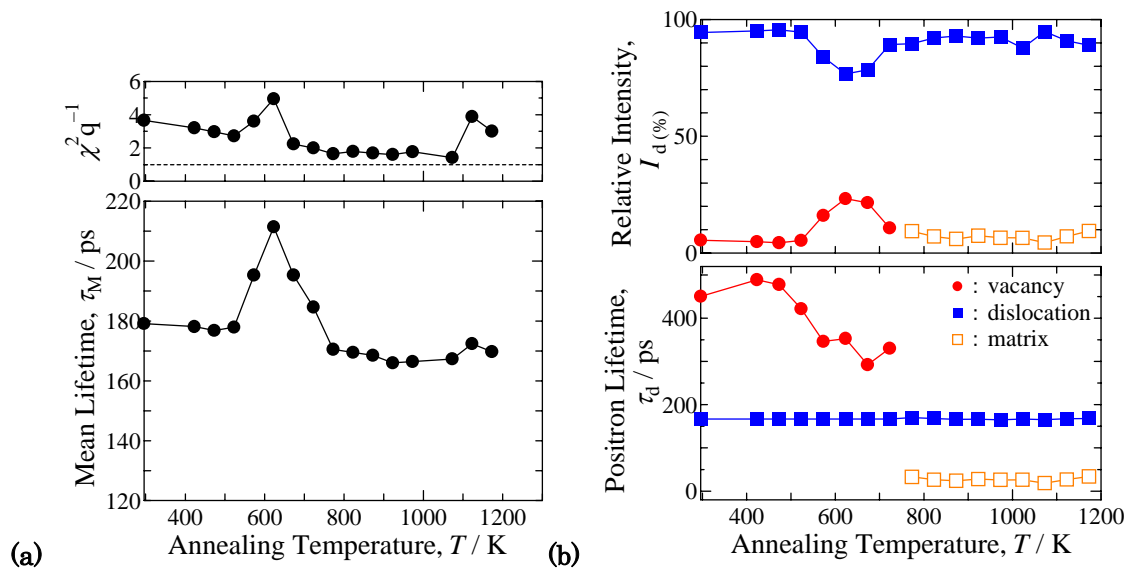 6
4
2
0
χ²q⁻¹
220
200
180
160
140
120
Mean Lifetime, τM / ps
400 600 800 1000 1200
Annealing Temperature, T / K
(a)
100
50
0
Relative Intensity,
Id (%)
400
200
0
Positron Lifetime,
τd / ps
: vacancy
: dislocation
: matrix
400 600 800 1000 1200
Annealing Temperature, T / K
(b)